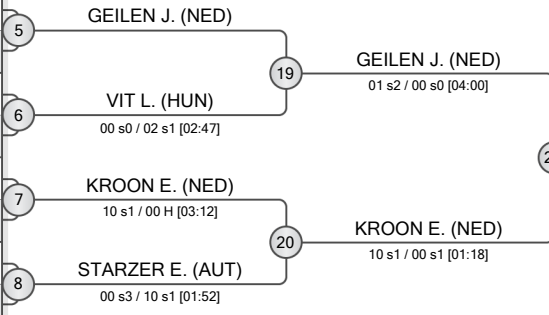 5
GEILEN J. (NED)
19
GEILEN J. (NED)
01 s2 / 00 s0 [04:00]
6
VIT L. (HUN)
00 s0 / 02 s1 [02:47]
7
KROON E. (NED)
10 s1 / 00 H [03:12]
20
KROON E. (NED)
10 s1 / 00 s1 [01:18]
8
STARZER E. (AUT)
00 s3 / 10 s1 [01:52]